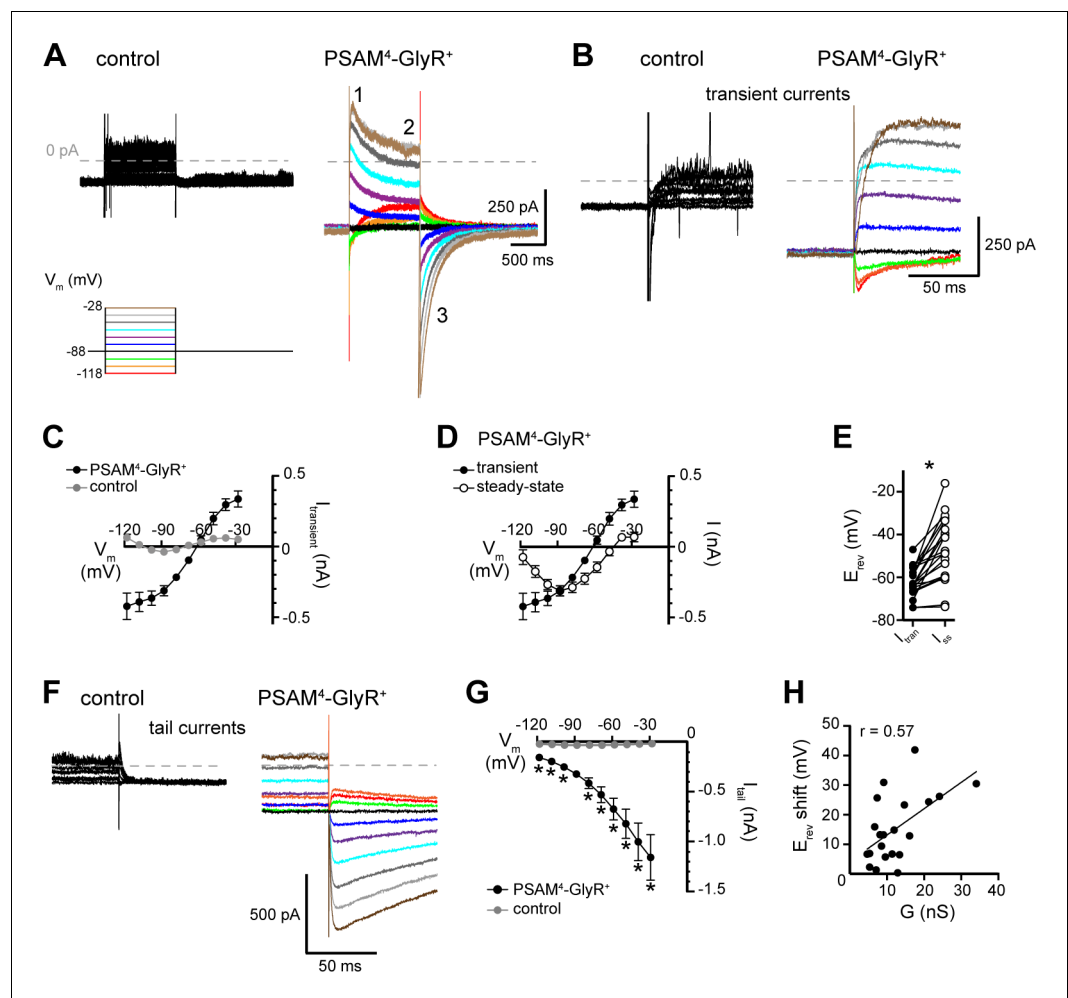 A
control
PSAM⁴-GlyR⁺
0 pA
1
2
3
250 pA
500 ms
Vm (mV)
-28
-88
-118
B
control
PSAM⁴-GlyR⁺
transient currents
250 pA
50 ms
C
PSAM⁴-GlyR⁺
control
0.5
0
-0.5
-120
-90
-60
-30
Vm
(mV)
Itransient (nA)
D
PSAM⁴-GlyR⁺
transient
steady-state
0.5
0
-0.5
-120
-90
-60
-30
Vm
(mV)
I (nA)
E
*
-20
-40
-60
-80
Erev (mV)
Itran
Iss
F
control
PSAM⁴-GlyR⁺
tail currents
500 pA
50 ms
G
-120
-90
-60
-30
0
Vm
(mV)
-0.5
-1.0
-1.5
Itail (nA)
* * * * * * * * *
PSAM⁴-GlyR⁺
control
H
r = 0.57
50
40
30
20
10
0
Erev shift (mV)
0
10
20
30
40
G (nS)